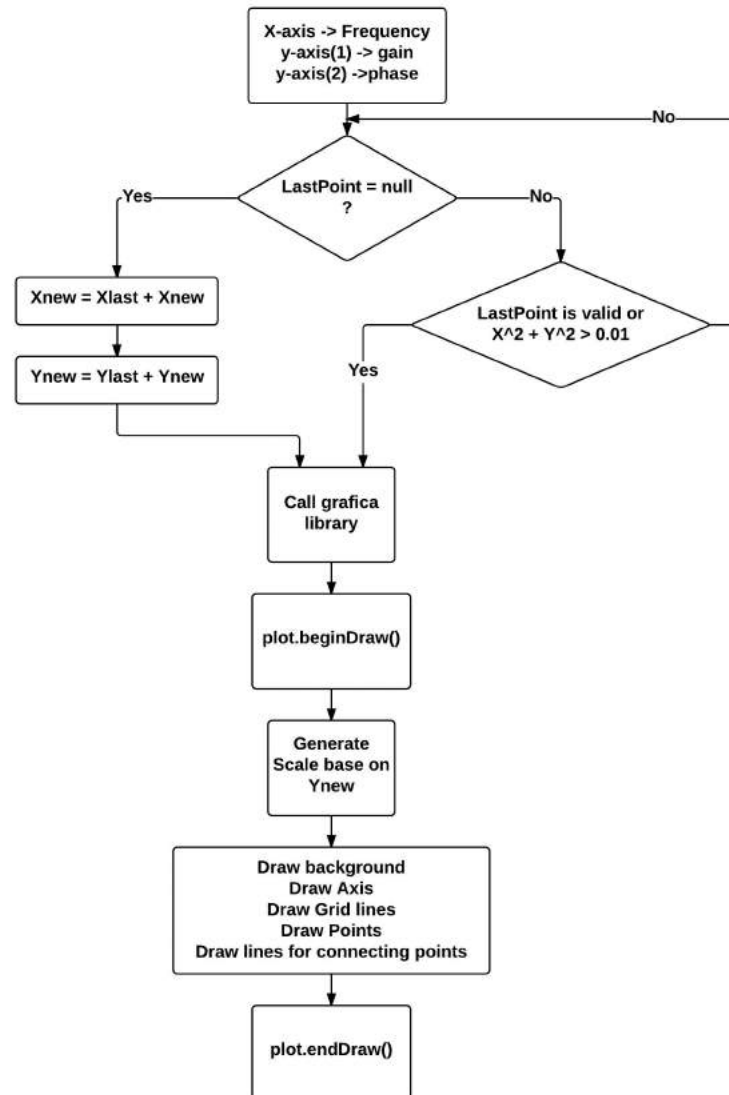 X-axis -> Frequency
y-axis(1) -> gain
y-axis(2) ->phase
No
LastPoint = null
?
Yes
No
Xnew = Xlast + Xnew
LastPoint is valid or
X^2 + Y^2 > 0.01
Ynew = Ylast + Ynew
Yes
Call grafica
library
plot.beginDraw()
Generate
Scale base on
Ynew
Draw background
Draw Axis
Draw Grid lines
Draw Points
Draw lines for connecting points
plot.endDraw()